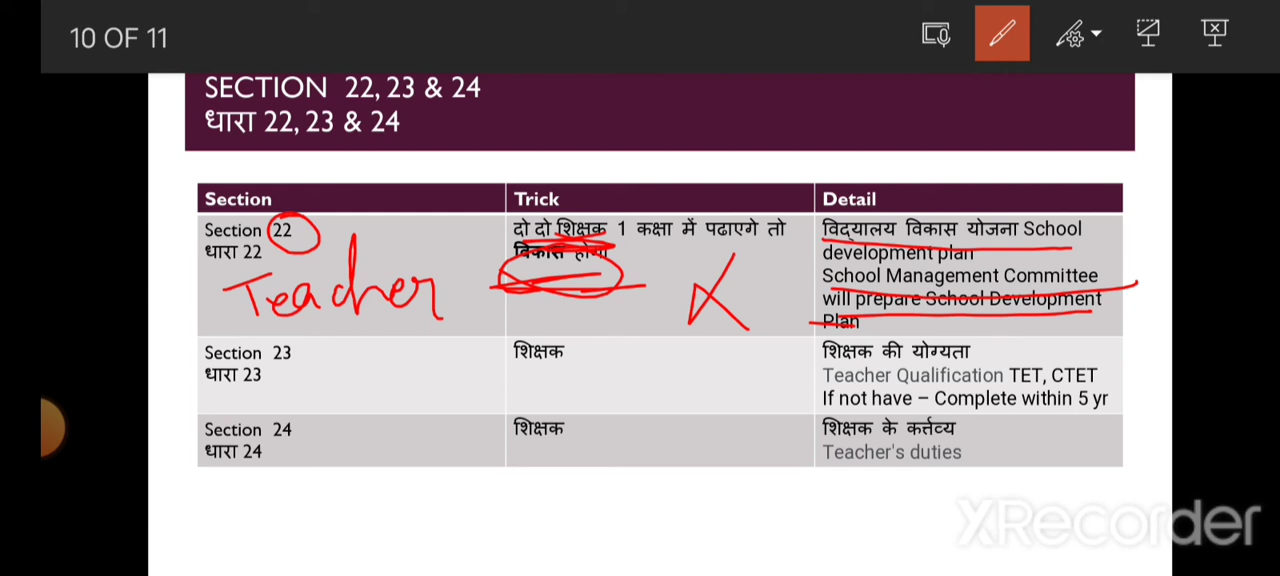 10 OF 11
SECTION 22, 23 & 24
धारा 22, 23 & 24
Section
Trick
Detail
Section 22
धारा 22
दो दो शिक्षक 1 कक्षा में पढाएगे तो
विकास होगा
विद्यालय विकास योजना School
development plan
School Management Committee
will prepare School Development
Plan
Teacher
Section 23
धारा 23
शिक्षक
शिक्षक की योग्यता
Teacher Qualification TET, CTET
If not have – Complete within 5 yr
Section 24
धारा 24
शिक्षक
शिक्षक के कर्त्तव्य
Teacher's duties
XRecorder